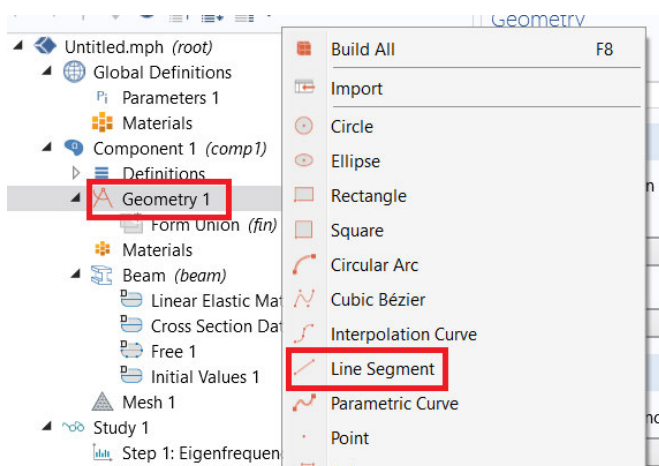 Geometry
Untitled.mph (root)
Global Definitions
Pi Parameters 1
Materials
Component 1 (comp1)
Definitions
Geometry 1
Form Union (fin)
Materials
Beam (beam)
Linear Elastic Mat
Cross Section Dat
Free 1
Initial Values 1
Mesh 1
Study 1
Step 1: Eigenfrequen
Build All F8
Import
Circle
Ellipse
Rectangle
Square
Circular Arc
Cubic Bézier
Interpolation Curve
Line Segment
Parametric Curve
Point